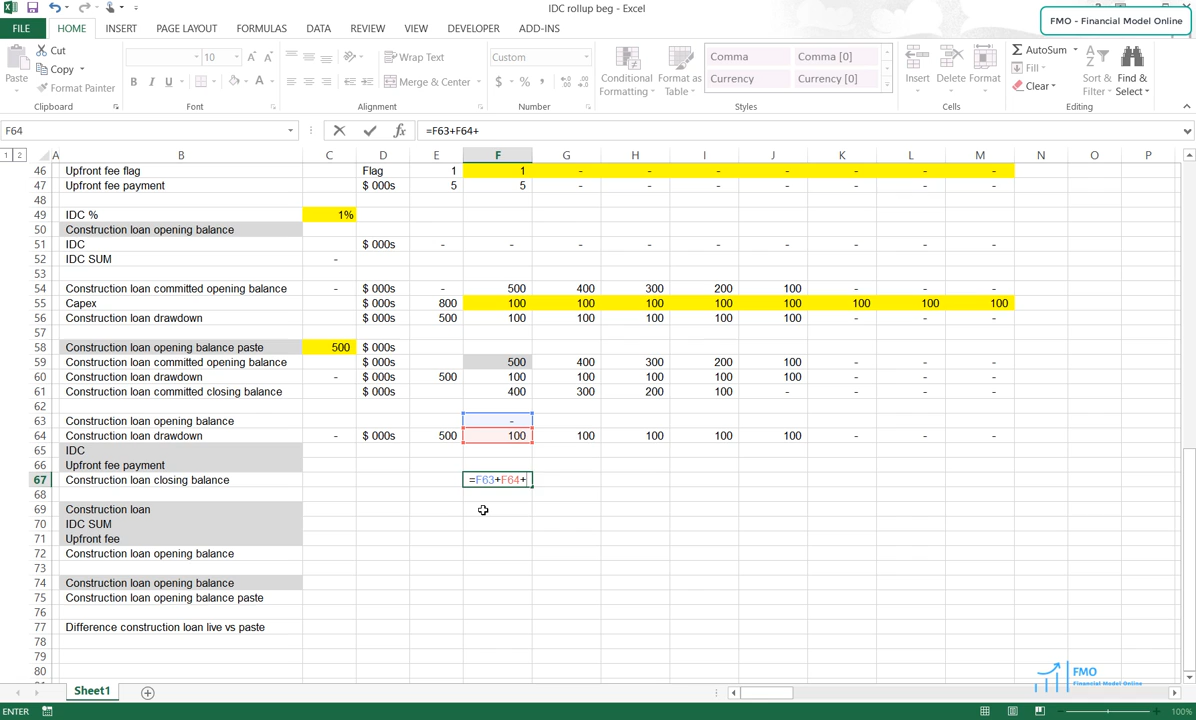 IDC rollup beg - Excel
FMO - Financial Model Online
FILE HOME INSERT PAGE LAYOUT FORMULAS DATA REVIEW VIEW DEVELOPER ADD-INS
Paste Cut Copy Format Painter Clipboard
10 A A B I U A Font
Wrap Text Merge & Center Alignment
Custom $ % , Number
Conditional Formatting Format as Table Comma Comma [0] Currency Currency [0] Styles
Insert Delete Format Cells
AutoSum Fill Clear Sort & Filter Find & Select Editing
F64 fx =F63+F64+
1 2 A B C D E F G H I J K L M N O P
46 Upfront fee flag Flag 1 1 - - - - - - -
47 Upfront fee payment $ 000s 5 5 - - - - - - -
48
49 IDC % 1%
50 Construction loan opening balance
51 IDC $ 000s - - - - - - - - -
52 IDC SUM -
53
54 Construction loan committed opening balance - $ 000s - 500 400 300 200 100 - - -
55 Capex $ 000s 800 100 100 100 100 100 100 100 100
56 Construction loan drawdown $ 000s 500 100 100 100 100 100 - - -
57
58 Construction loan opening balance paste 500 $ 000s
59 Construction loan committed opening balance $ 000s 500 400 300 200 100 - - -
60 Construction loan drawdown - $ 000s 500 100 100 100 100 100 - - -
61 Construction loan committed closing balance $ 000s 400 300 200 100 - - - -
62
63 Construction loan opening balance -
64 Construction loan drawdown - $ 000s 500 100 100 100 100 100 - - -
65 IDC
66 Upfront fee payment
67 Construction loan closing balance =F63+F64+
68
69 Construction loan
70 IDC SUM
71 Upfront fee
72 Construction loan opening balance
73
74 Construction loan opening balance
75 Construction loan opening balance paste
76
77 Difference construction loan live vs paste
78
79
80
FMO
Financial Model Online
Sheet1
ENTER 100%